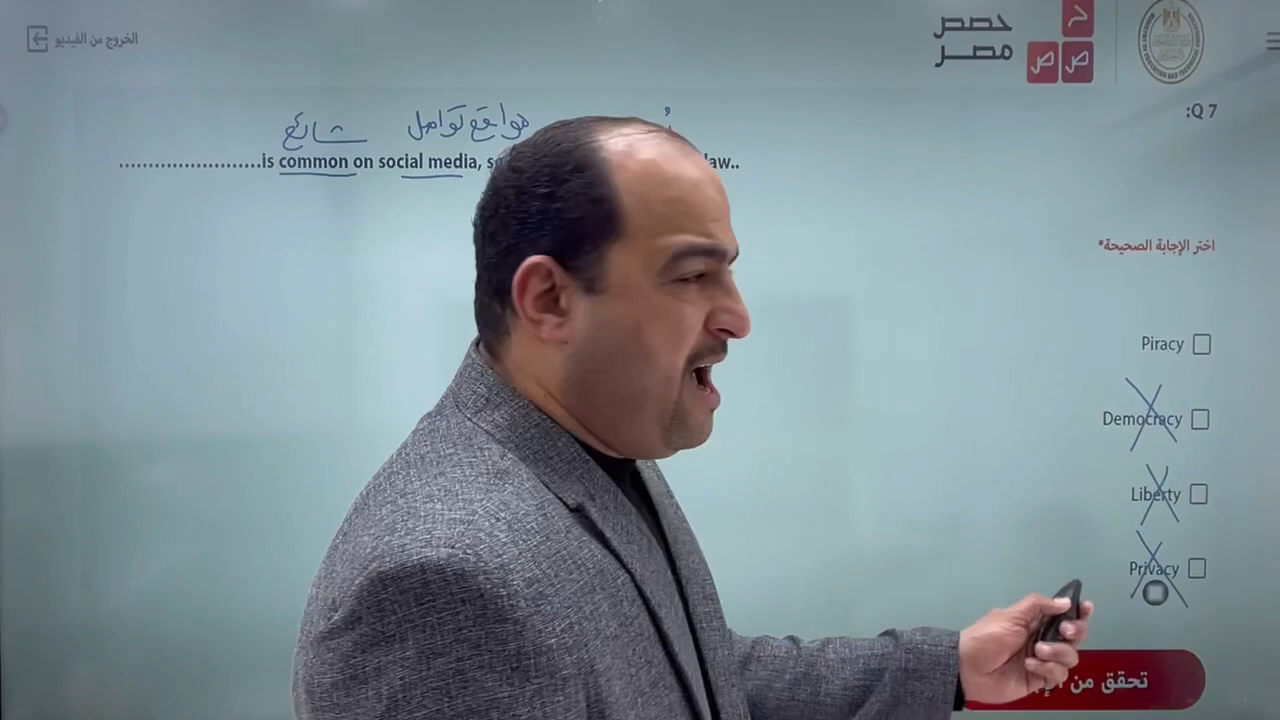 الخروج من الفيديو
حصص
مصر
ح
ص ص
:Q 7
شائع مواقع تواصل
......................is common on social media, s law..
اختر الإجابة الصحيحة*
Piracy
Democracy
Liberty
Privacy
تحقق من